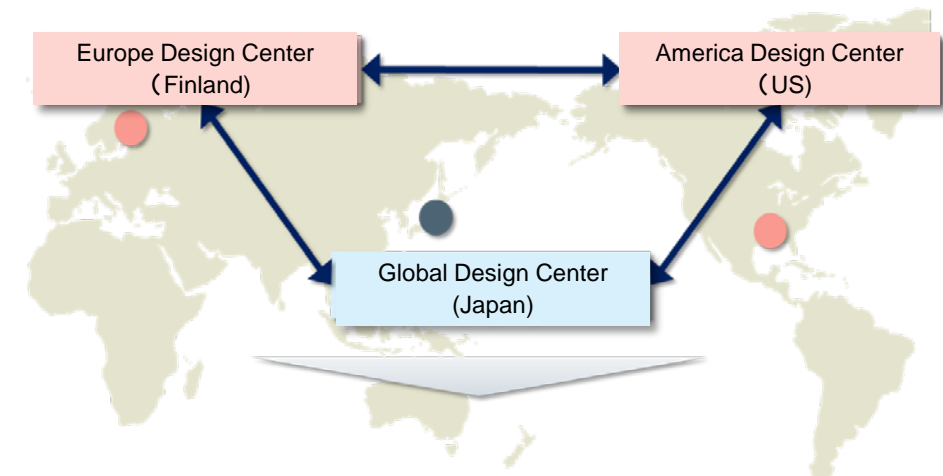 Europe Design Center
（Finland)
America Design Center
（US)
Global Design Center
(Japan)